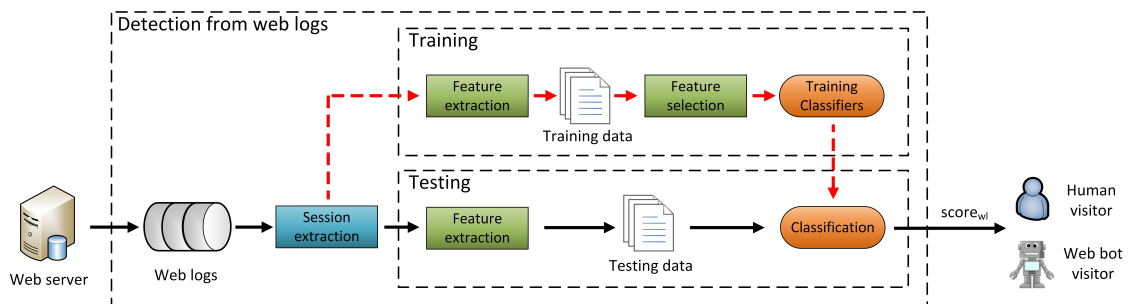 Detection from web logs
Training
Feature
extraction
Training data
Feature
selection
Training
Classifiers
Testing
Web server
Web logs
Session
extraction
Feature
extraction
Testing data
Classification
score_wl
Human
visitor
Web bot
visitor